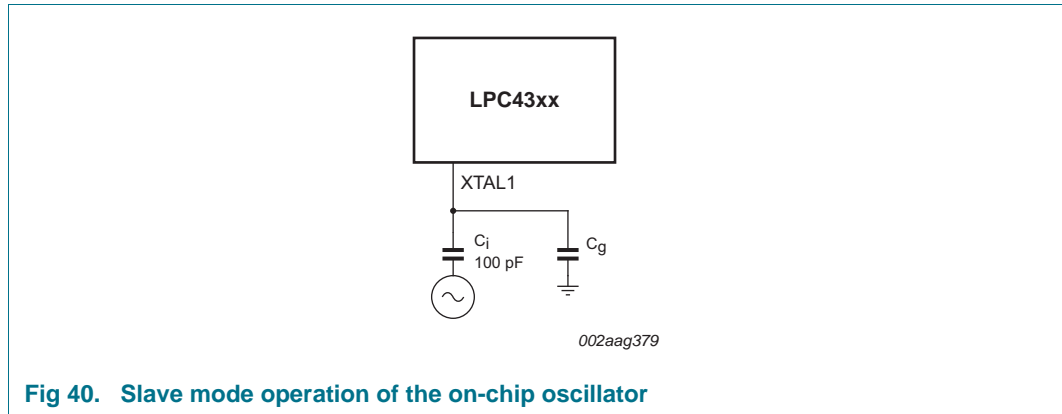 LPC43xx
XTAL1
Ci
100 pF
Cg
002aag379
Fig 40. Slave mode operation of the on-chip oscillator